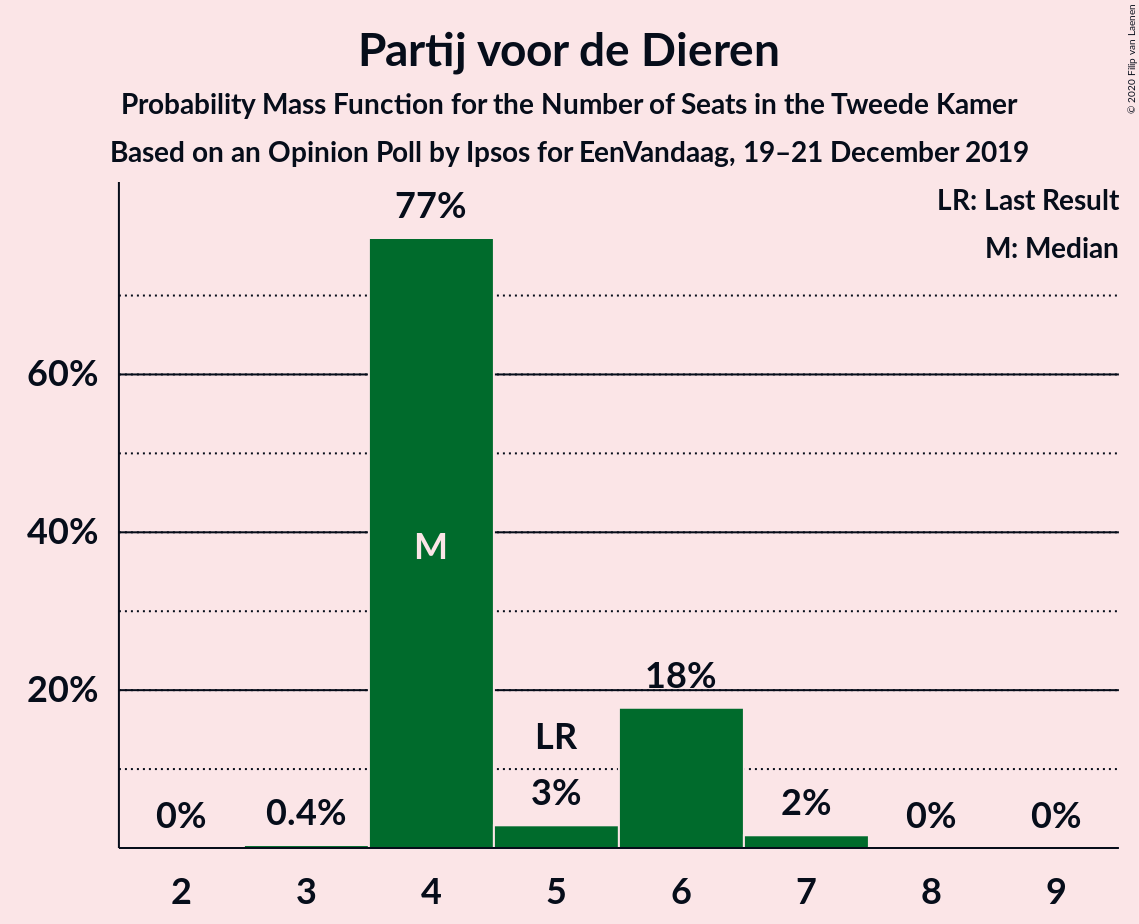 Partij voor de Dieren
Probability Mass Function for the Number of Seats in the Tweede Kamer
Based on an Opinion Poll by Ipsos for EenVandaag, 19–21 December 2019
© 2020 Filip van Laenen
LR: Last Result
M: Median
77%
60%
40%
M
20%
18%
LR
0%
0.4%
3%
2%
0%
0%
2 3 4 5 6 7 8 9